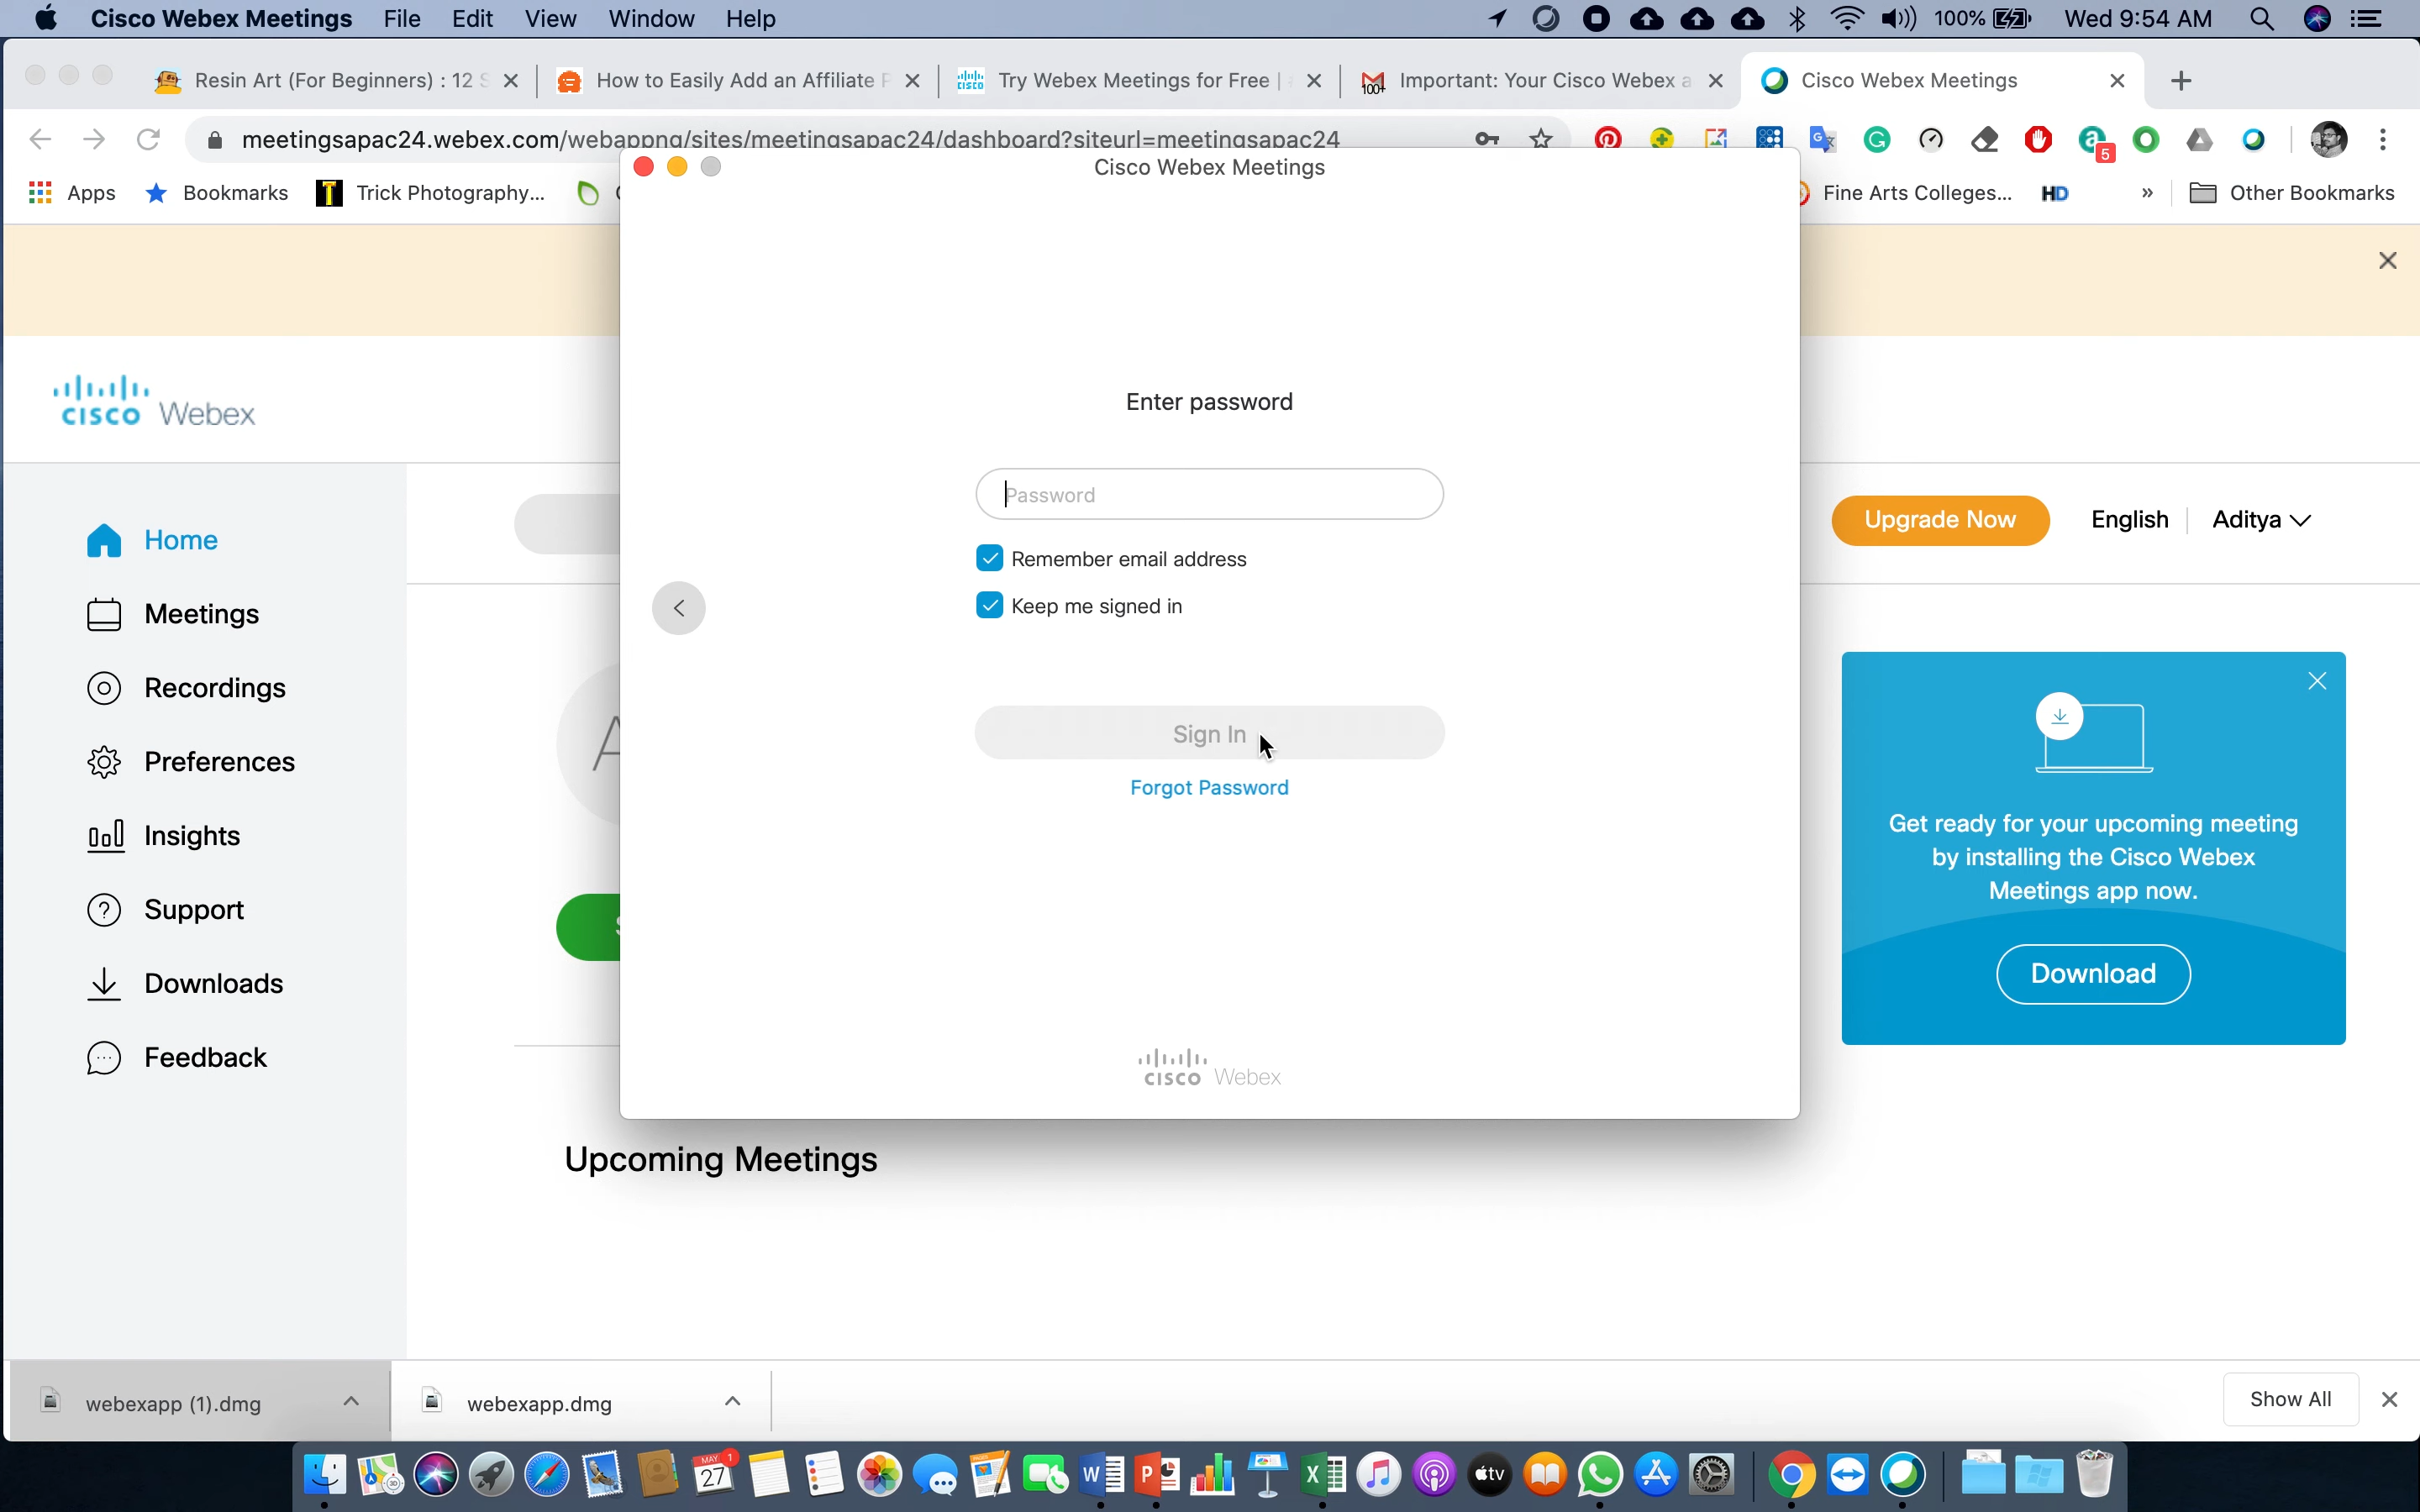 Cisco Webex Meetings File Edit View Window Help 100% Wed 9:54 AM
Resin Art (For Beginners) : 12 How to Easily Add an Affiliate Try Webex Meetings for Free | Important: Your Cisco Webex Cisco Webex Meetings
meetingsapac24.webex.com/webappng/sites/meetingsapac24/dashboard?siteurl=meetingsapac24
5
Cisco Webex Meetings
Apps Bookmarks Trick Photography... Fine Arts Colleges... HD » Other Bookmarks
CISCO Webex
Enter password
Password
Remember email address
Keep me signed in
Sign In
Forgot Password
CISCO Webex
Upgrade Now English Aditya
Home
Meetings
Recordings
Preferences
Insights
Support
Downloads
Feedback
A
Get ready for your upcoming meeting
by installing the Cisco Webex
Meetings app now.
Download
Upcoming Meetings
webexapp (1).dmg webexapp.dmg Show All
MAY 27 1
tv